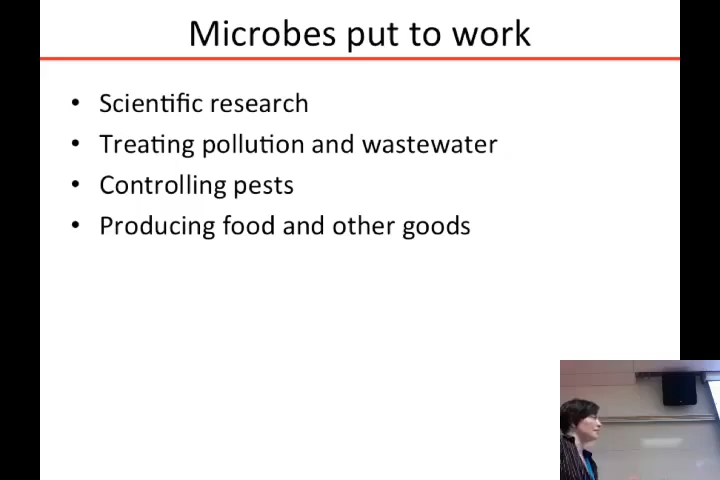 Microbes put to work
• Scientific research
• Treating pollution and wastewater
• Controlling pests
• Producing food and other goods